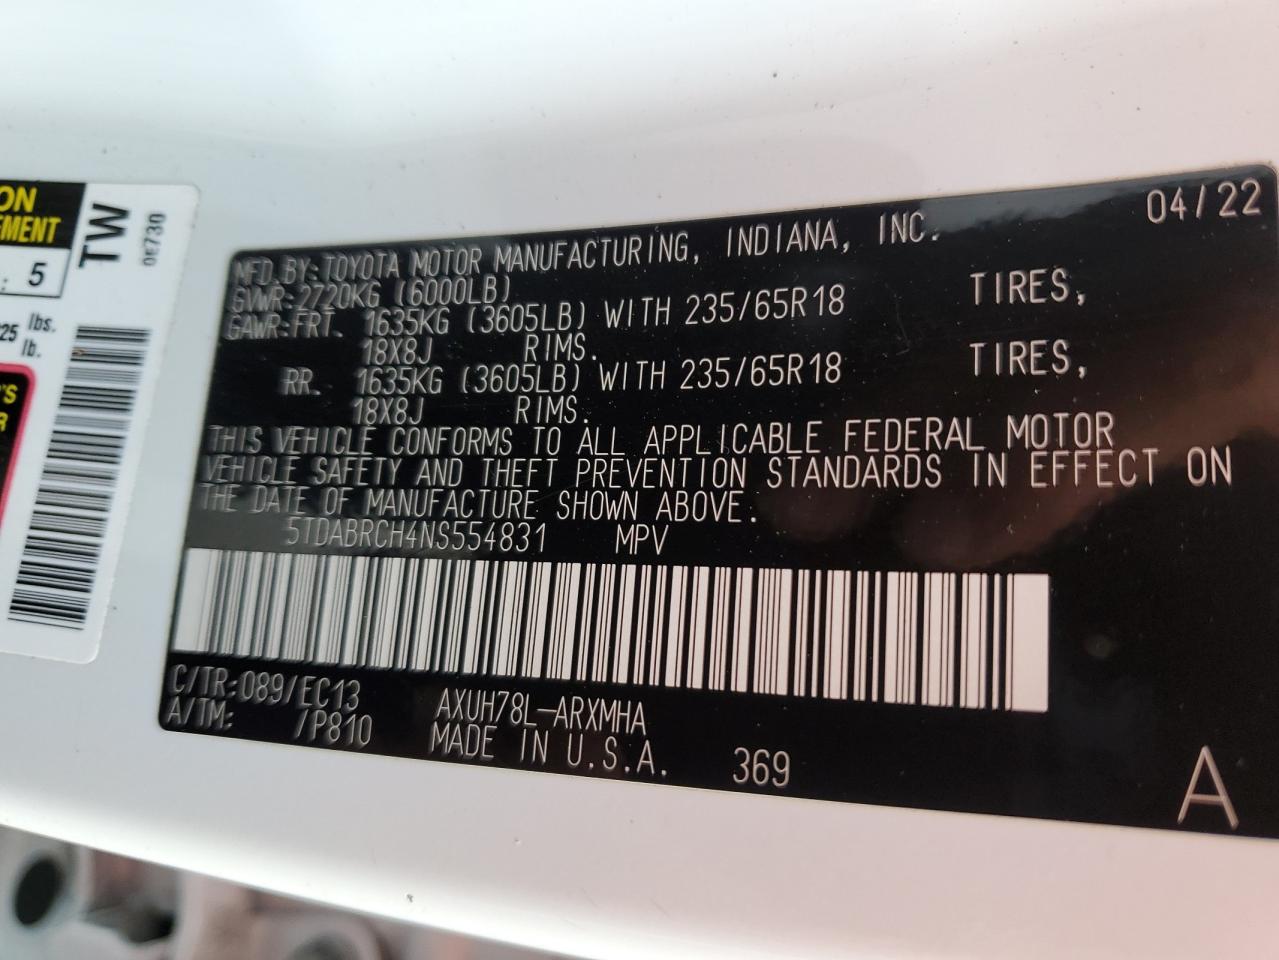 ON
EMENT
TW
0E730
: 5
25 lbs.
lb.
'S
R
04/22
MFD. BY: TOYOTA MOTOR MANUFACTURING, INDIANA, INC.
GVWR: 2720KG (6000LB)
GAWR: FRT. 1635KG (3605LB) WITH 235/65R18 TIRES,
18X8J RIMS.
RR. 1635KG (3605LB) WITH 235/65R18 TIRES,
18X8J RIMS.
THIS VEHICLE CONFORMS TO ALL APPLICABLE FEDERAL MOTOR
VEHICLE SAFETY AND THEFT PREVENTION STANDARDS IN EFFECT ON
THE DATE OF MANUFACTURE SHOWN ABOVE.
5TDABRCH4NS554831 MPV
C/TR: 089/EC13 AXUH78L-ARXMHA
A/TM: /P810 MADE IN U.S.A. 369
A